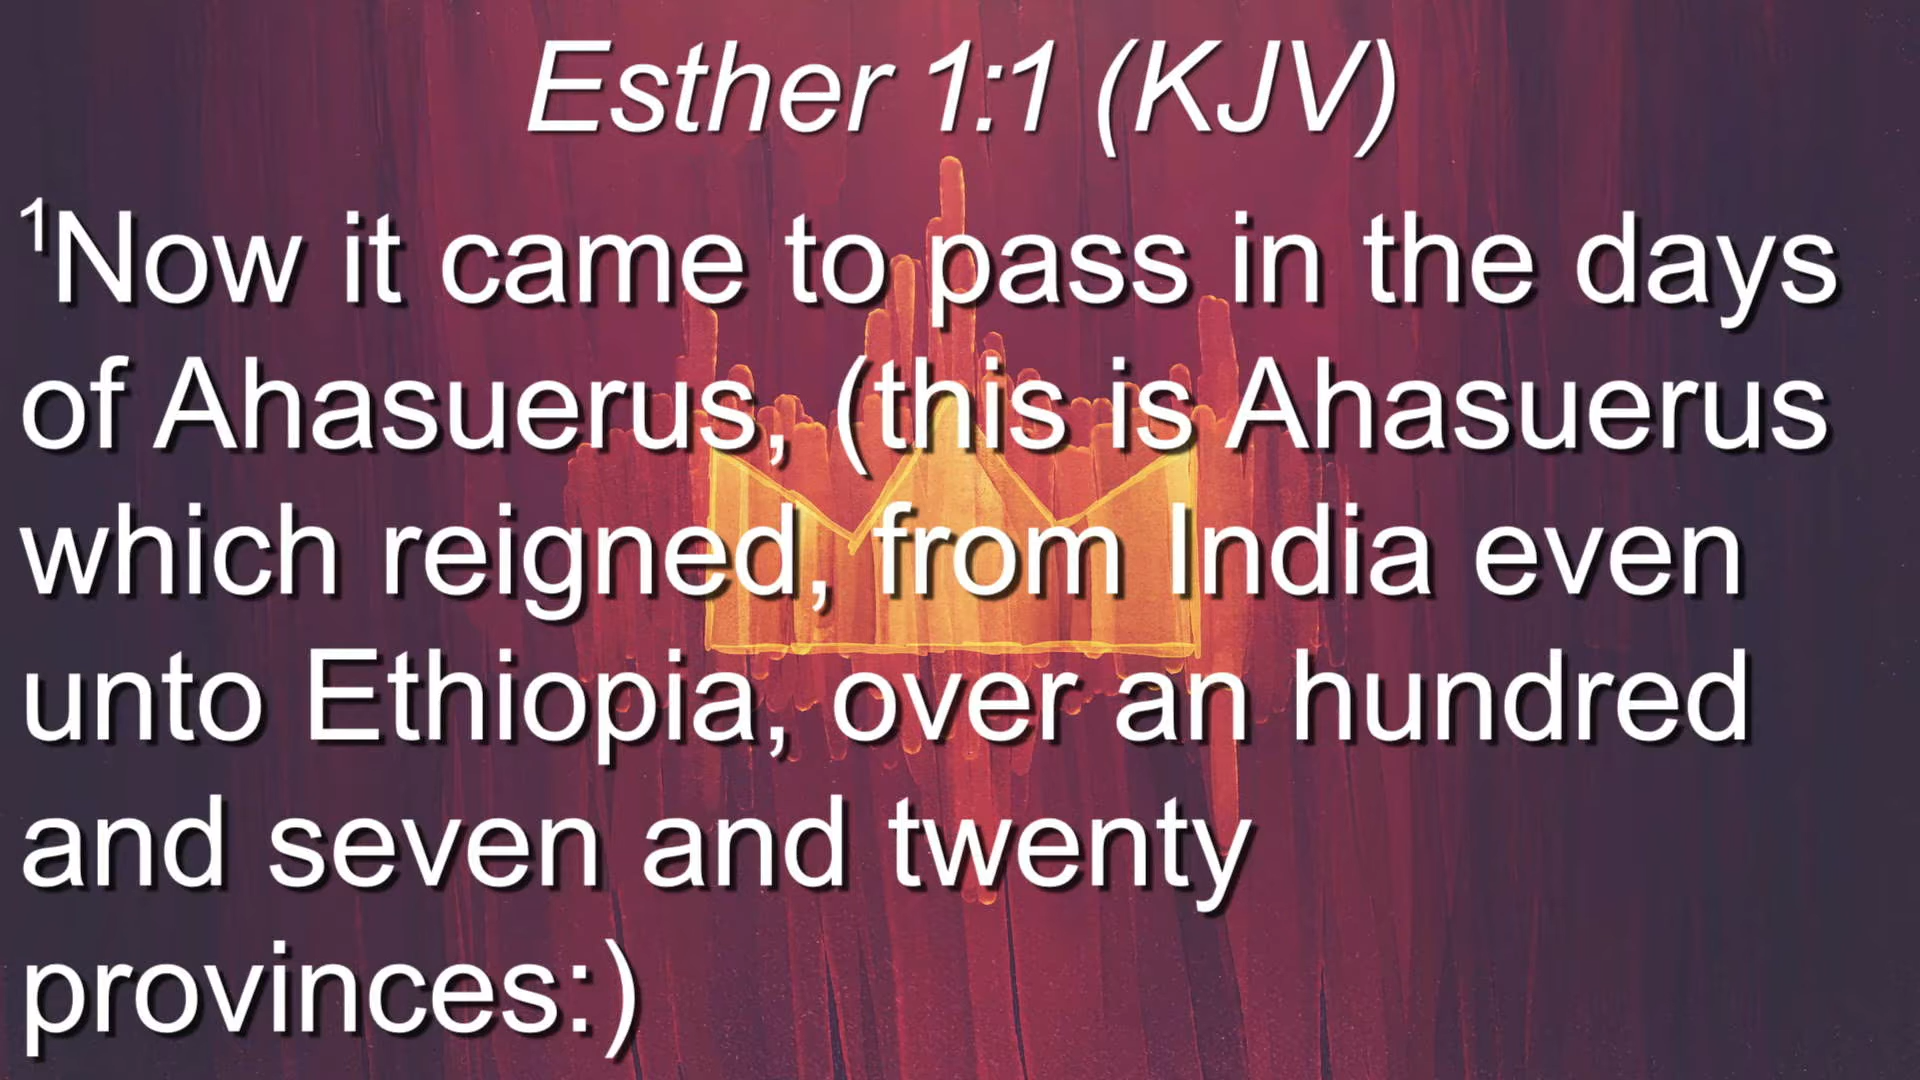 Esther 1:1 (KJV)
1Now it came to pass in the days
of Ahasuerus, (this is Ahasuerus
which reigned, from India even
unto Ethiopia, over an hundred
and seven and twenty
provinces:)